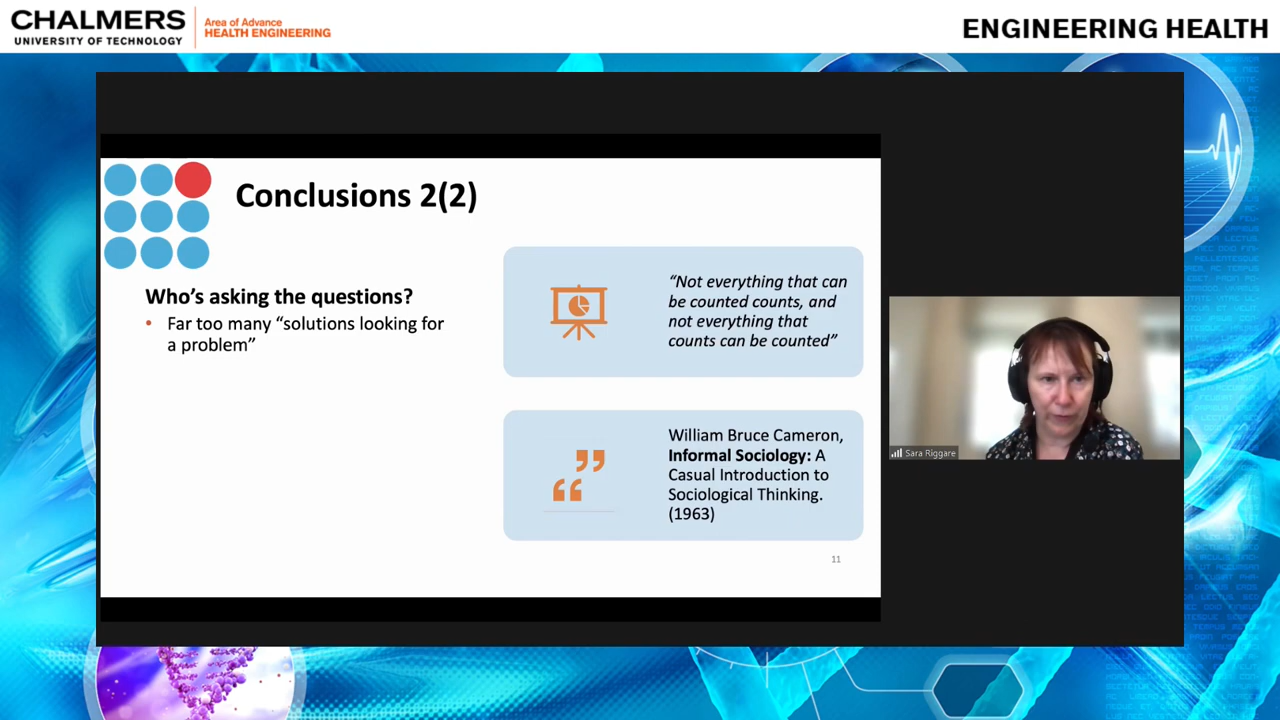 CHALMERS
UNIVERSITY OF TECHNOLOGY
Area of Advance
HEALTH ENGINEERING
ENGINEERING HEALTH
Conclusions 2(2)
Who’s asking the questions?
• Far too many “solutions looking for
a problem”
“Not everything that can
be counted counts, and
not everything that
counts can be counted”
William Bruce Cameron,
Informal Sociology: A
Casual Introduction to
Sociological Thinking.
(1963)
11
Sara Riggare